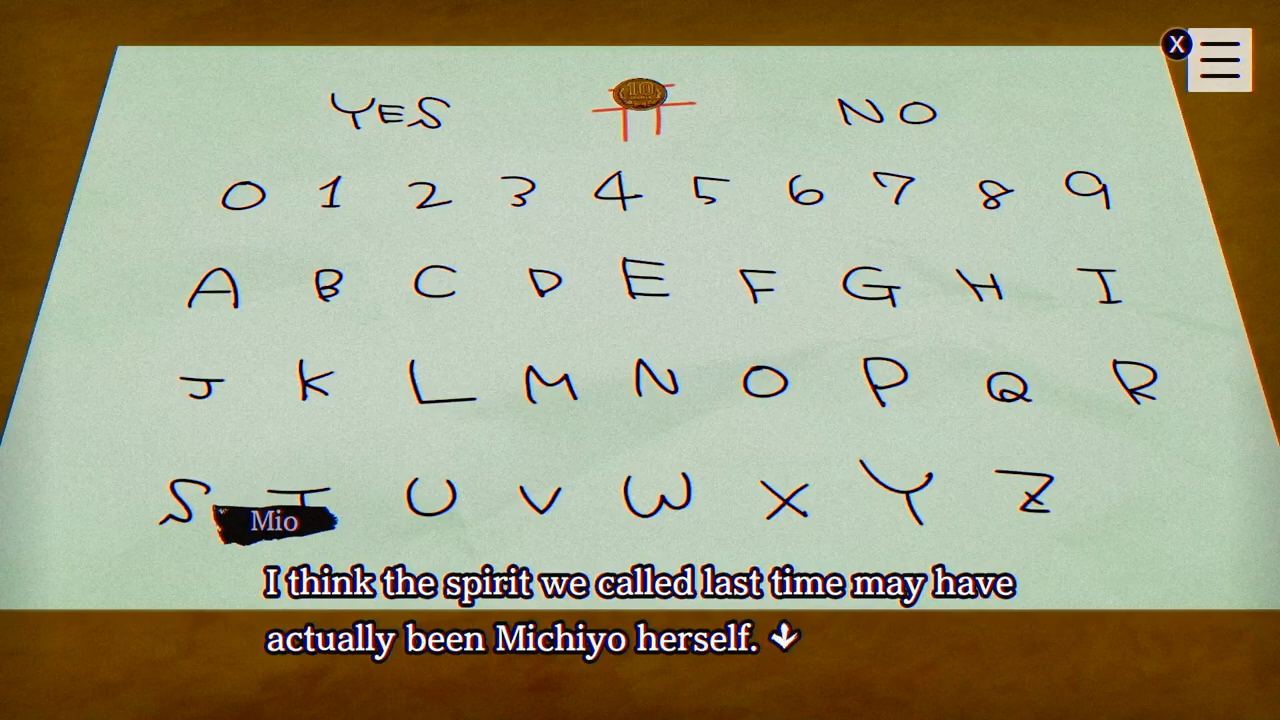 X
YES 10 NO
0 1 2 3 4 5 6 7 8 9
A B C D E F G H I
J K L M N O P Q R
S T U V W X Y Z
Mio
I think the spirit we called last time may have
actually been Michiyo herself.